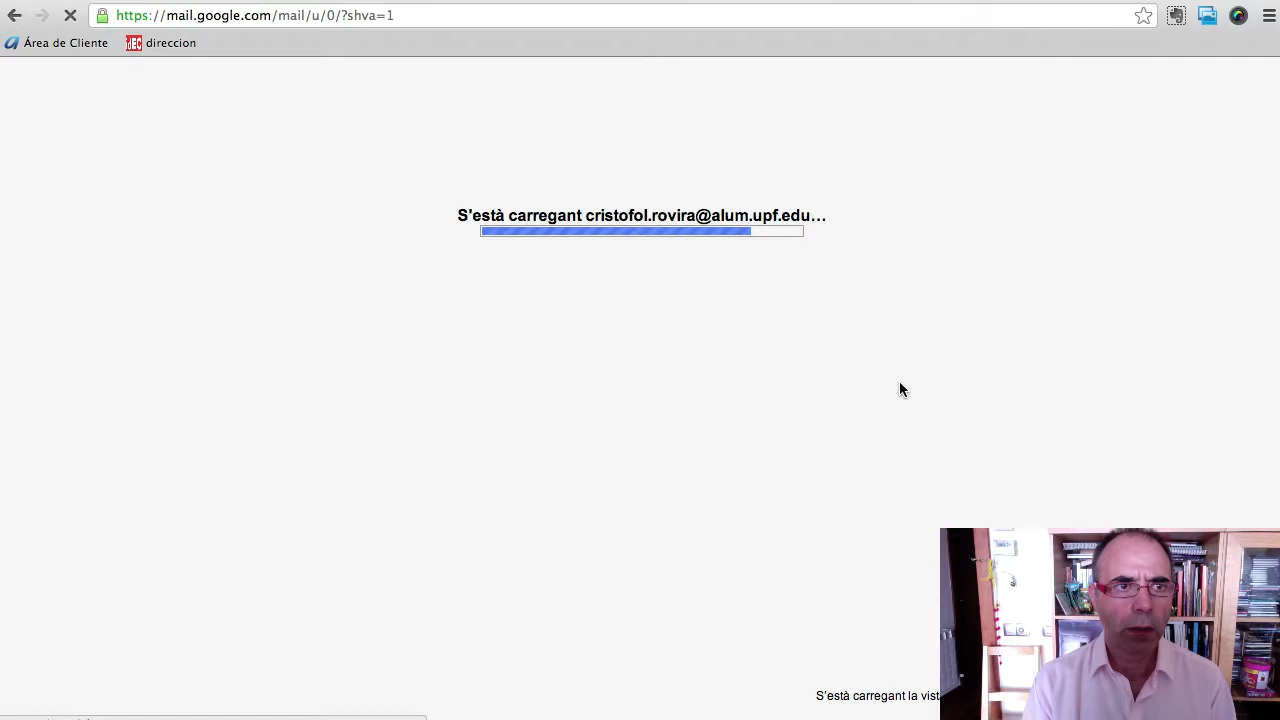 https://mail.google.com/mail/u/0/?shva=1
Área de Cliente
direccion
S'està carregant cristofol.rovira@alum.upf.edu…
S'està carregant la vist